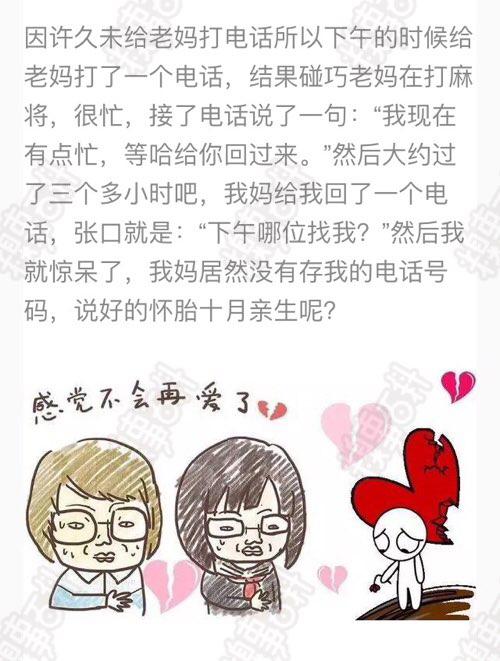 因许久未给老妈打电话所以下午的时候给
老妈打了一个电话，结果碰巧老妈在打麻
将，很忙，接了电话说了一句：“我现在
有点忙，等哈给你回过来。”然后大约过
了三个多小时吧，我妈给我回了一个电
话，张口就是：“下午哪位找我？”然后我
就惊呆了，我妈居然没有存我的电话号
码，说好的怀胎十月亲生呢？
感觉不会再爱了